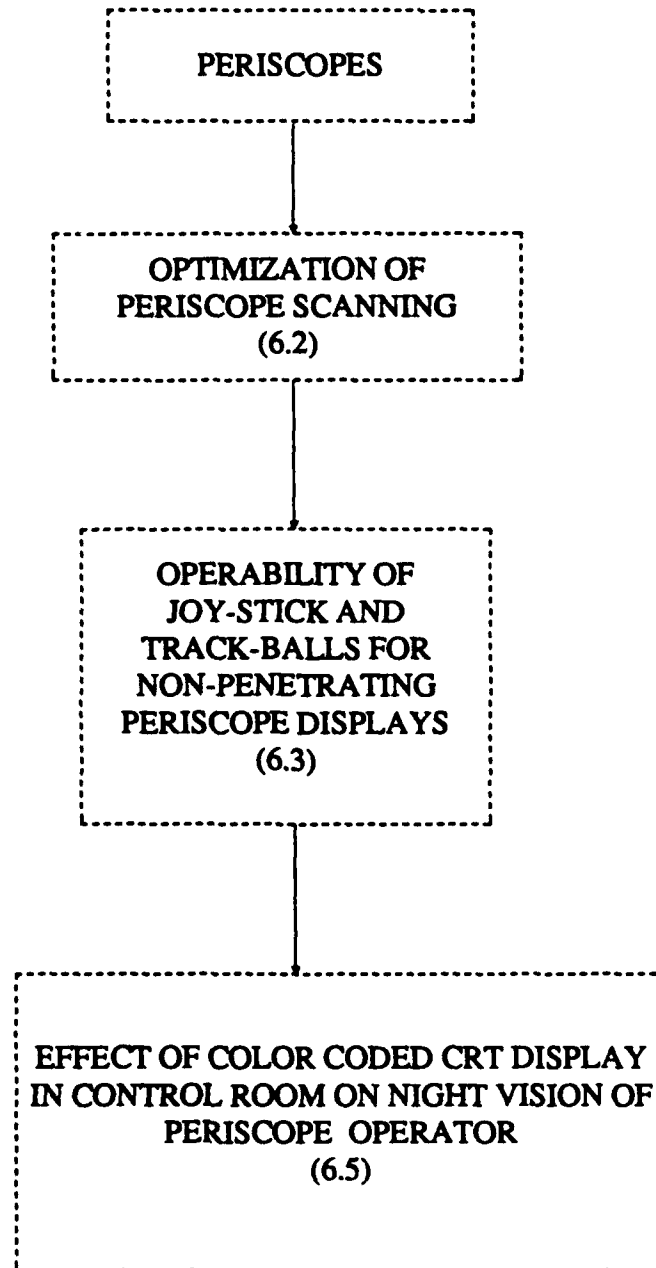 PERISCOPES
OPTIMIZATION OF
PERISCOPE SCANNING
(6.2)
OPERABILITY OF
JOY-STICK AND
TRACK-BALLS FOR
NON-PENETRATING
PERISCOPE DISPLAYS
(6.3)
EFFECT OF COLOR CODED CRT DISPLAY
IN CONTROL ROOM ON NIGHT VISION OF
PERISCOPE OPERATOR
(6.5)